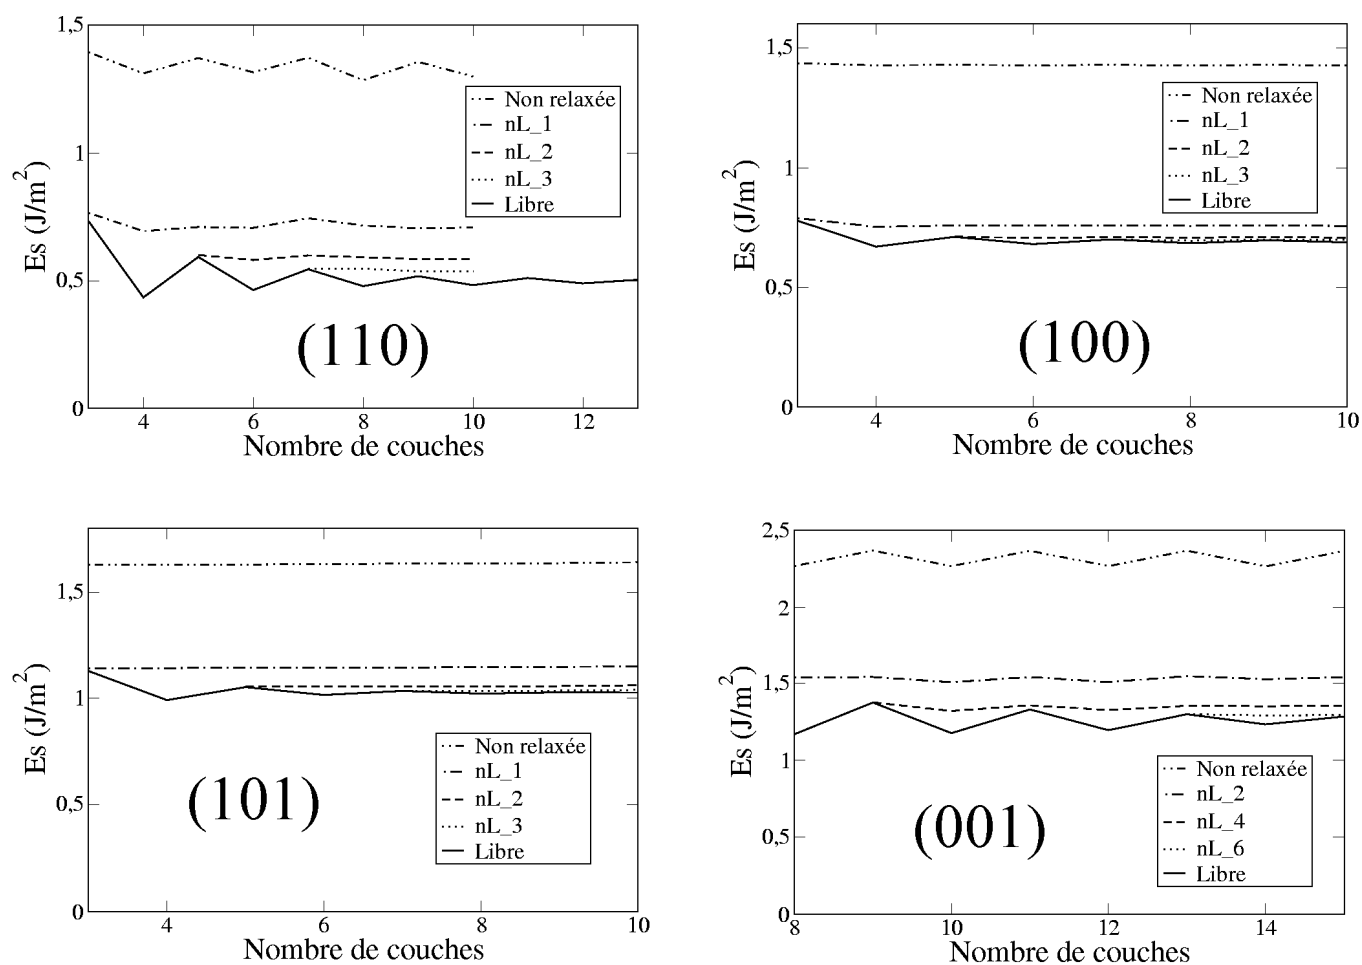 1,5
1
0,5
0
Es (J/m²)
Non relaxée
nL_1
nL_2
nL_3
Libre
(110)
4
6
8
10
12
Nombre de couches
1,5
1
0,5
0
Es (J/m²)
Non relaxée
nL_1
nL_2
nL_3
Libre
(100)
4
6
8
10
Nombre de couches
1,5
1
0,5
0
Es (J/m²)
Non relaxée
nL_1
nL_2
nL_3
Libre
(101)
4
6
8
10
Nombre de couches
2,5
2
1,5
1
0,5
0
Es (J/m²)
Non relaxée
nL_2
nL_4
nL_6
Libre
(001)
8
10
12
14
Nombre de couches